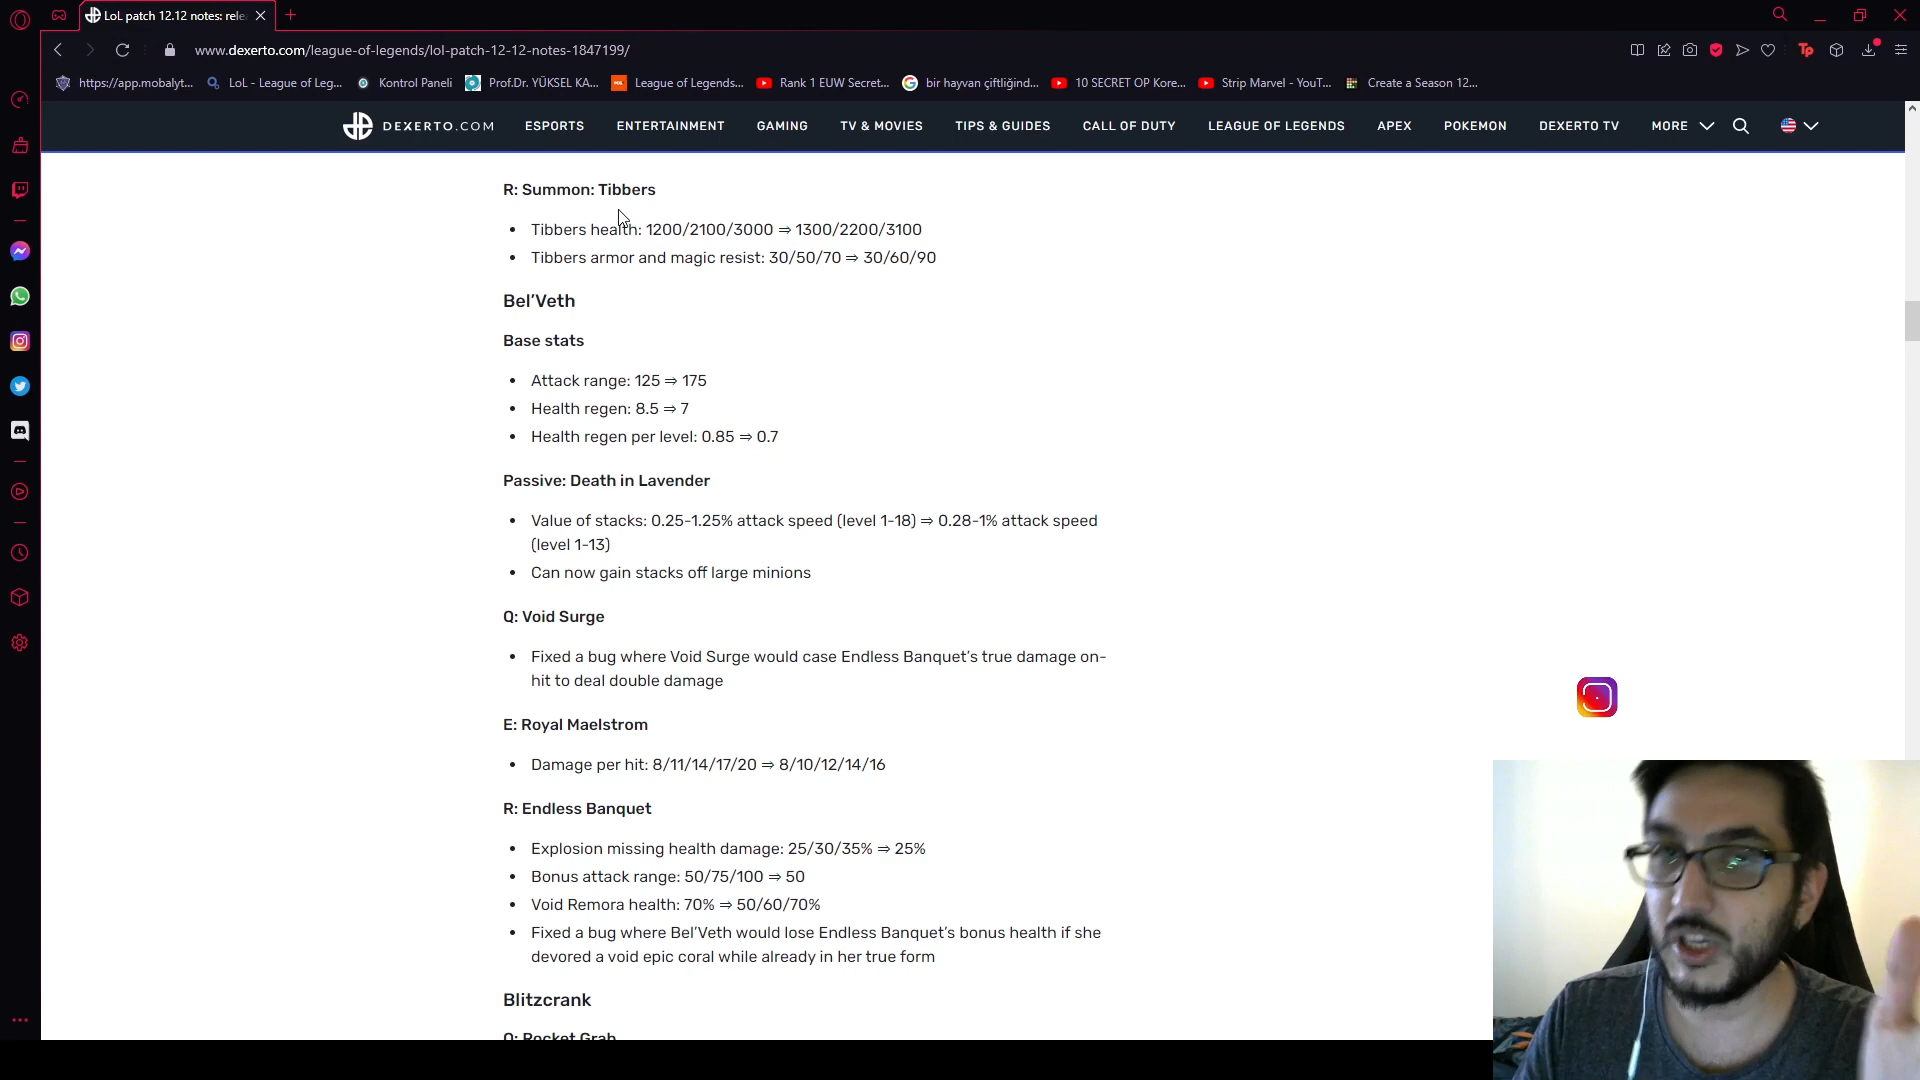 LoL patch 12.12 notes: rele
www.dexerto.com/league-of-legends/lol-patch-12-12-notes-1847199/
https://app.mobalyt... LoL - League of Leg... Kontrol Paneli Prof.Dr. YÜKSEL KA... League of Legends... Rank 1 EUW Secret... bir hayvan çiftliğind... 10 SECRET OP Kore... Strip Marvel - YouT... Create a Season 12...
DEXERTO.COM ESPORTS ENTERTAINMENT GAMING TV & MOVIES TIPS & GUIDES CALL OF DUTY LEAGUE OF LEGENDS APEX POKEMON DEXERTO TV MORE
R: Summon: Tibbers
• Tibbers health: 1200/2100/3000 ⇒ 1300/2200/3100
• Tibbers armor and magic resist: 30/50/70 ⇒ 30/60/90
Bel’Veth
Base stats
• Attack range: 125 ⇒ 175
• Health regen: 8.5 ⇒ 7
• Health regen per level: 0.85 ⇒ 0.7
Passive: Death in Lavender
• Value of stacks: 0.25-1.25% attack speed (level 1-18) ⇒ 0.28-1% attack speed
(level 1-13)
• Can now gain stacks off large minions
Q: Void Surge
• Fixed a bug where Void Surge would case Endless Banquet’s true damage on-
hit to deal double damage
E: Royal Maelstrom
• Damage per hit: 8/11/14/17/20 ⇒ 8/10/12/14/16
R: Endless Banquet
• Explosion missing health damage: 25/30/35% ⇒ 25%
• Bonus attack range: 50/75/100 ⇒ 50
• Void Remora health: 70% ⇒ 50/60/70%
• Fixed a bug where Bel’Veth would lose Endless Banquet’s bonus health if she
devored a void epic coral while already in her true form
Blitzcrank
Q: Rocket Grab